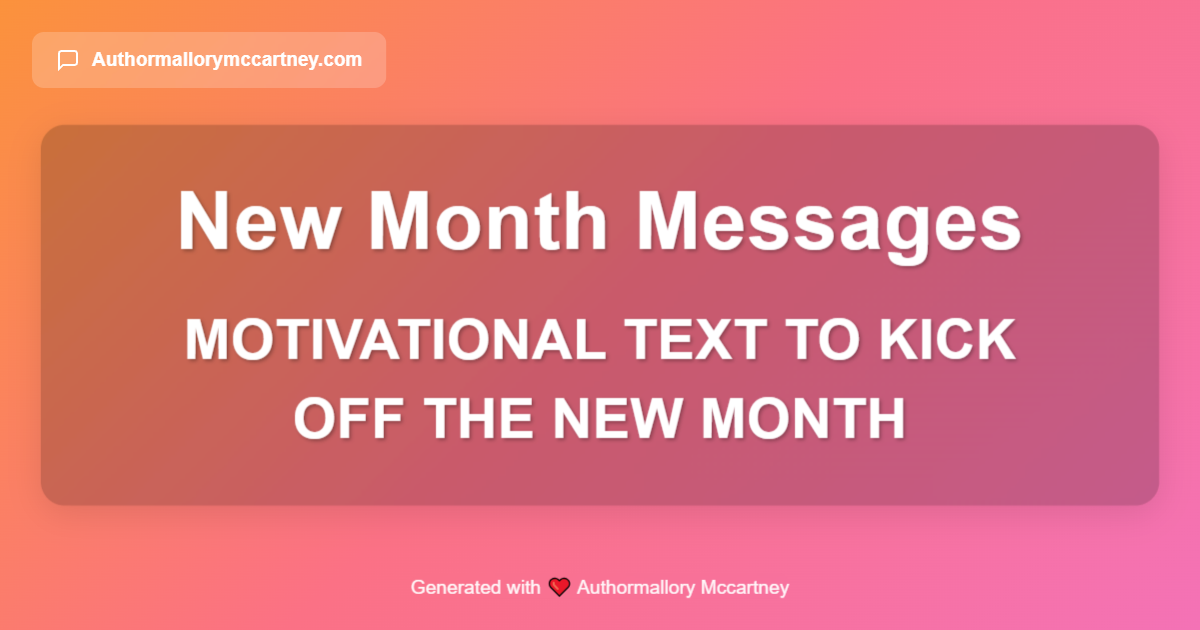 Authormallorymccartney.com
New Month Messages
MOTIVATIONAL TEXT TO KICK
OFF THE NEW MONTH
Generated with ❤️ Authormallory Mccartney